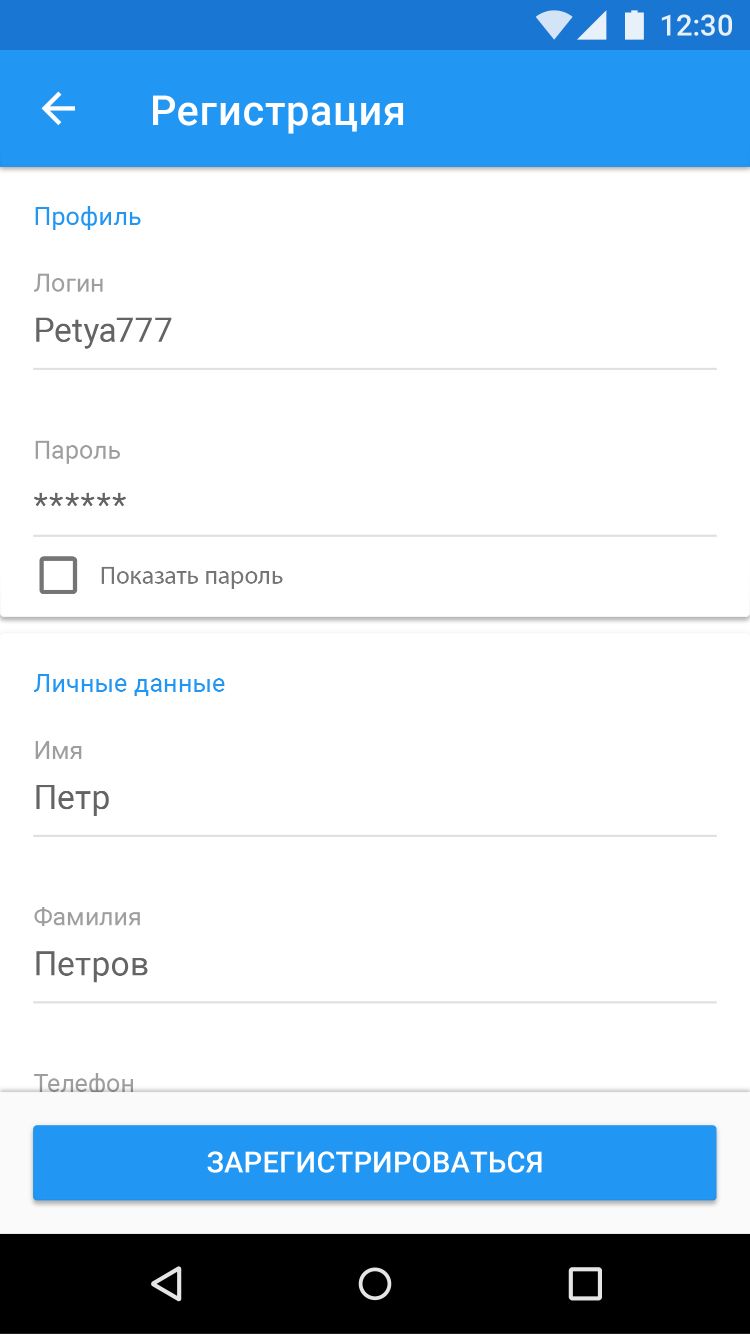 12:30
Регистрация
Профиль
Логин
Petya777
Пароль
******
Показать пароль
Личные данные
Имя
Петр
Фамилия
Петров
Телефон
ЗАРЕГИСТРИРОВАТЬСЯ